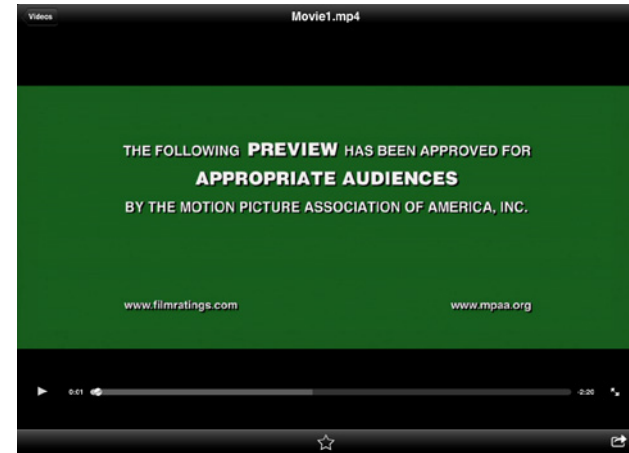 Videos
Movie1.mp4
THE FOLLOWING PREVIEW HAS BEEN APPROVED FOR
APPROPRIATE AUDIENCES
BY THE MOTION PICTURE ASSOCIATION OF AMERICA, INC.
www.filmratings.com www.mpaa.org
0:01 -2:26